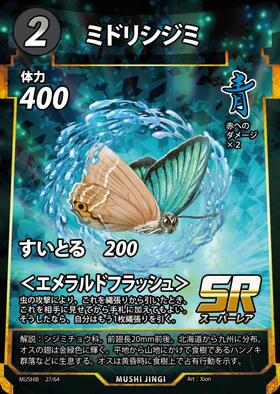 2
ミドリシジミ
体力
400
青
赤への
ダメージ
×2
すいとる 200
<エメラルドフラッシュ>
虫の攻撃により、これを縄張りから引いたとき、
これを相手に見せてから手札に加えてもよい。
そうしたなら、自分はもう1枚縄張りを引く。
SR
スーパーレア
解説:シジミチョウ科。前翅長20mm前後。北海道から九州に分布。
オスの翅は金緑色に輝く。平地から山地にかけて食樹であるハンノキ
群落などに生息する。オスは黄昏時に食樹上で占有行動を示す。
MUSHI8 27/64
MUSHI JINGI
Art:Xion